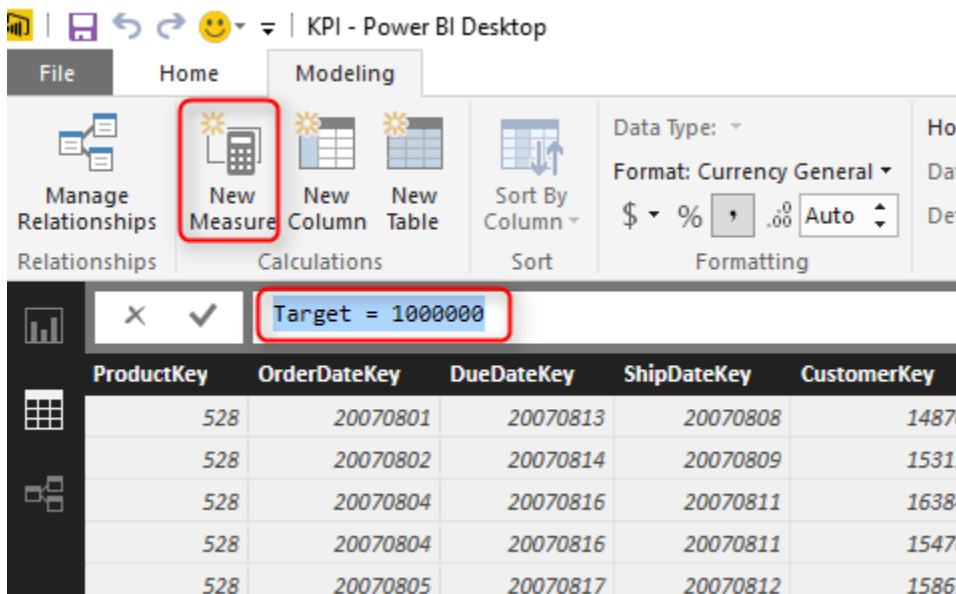 KPI - Power BI Desktop
File Home Modeling
Manage Relationships
New Measure
New Column
New Table
Sort By Column
Data Type:
Format: Currency General
$ % , .00 Auto
Relationships Calculations Sort Formatting
Target = 1000000
ProductKey OrderDateKey DueDateKey ShipDateKey CustomerKey
528 20070801 20070813 20070808
528 20070802 20070814 20070809
528 20070804 20070816 20070811
528 20070804 20070816 20070811
528 20070805 20070817 20070812